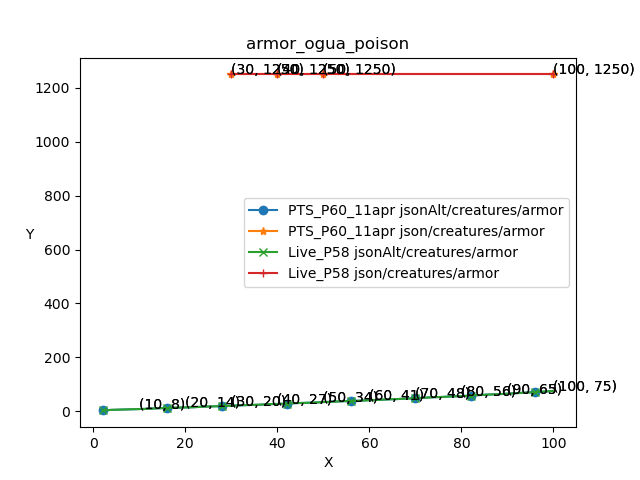 armor_ogua_poison
(30, 1250)
(40, 1250)
(50, 1250)
(100, 1250)
1200
1000
800
600
400
200
0
Y
PTS_P60_11apr jsonAlt/creatures/armor
PTS_P60_11apr json/creatures/armor
Live_P58 jsonAlt/creatures/armor
Live_P58 json/creatures/armor
(10, 8)
(20, 14)
(30, 20)
(40, 27)
(50, 34)
(60, 41)
(70, 48)
(80, 56)
(90, 65)
(100, 75)
0 20 40 60 80 100
X